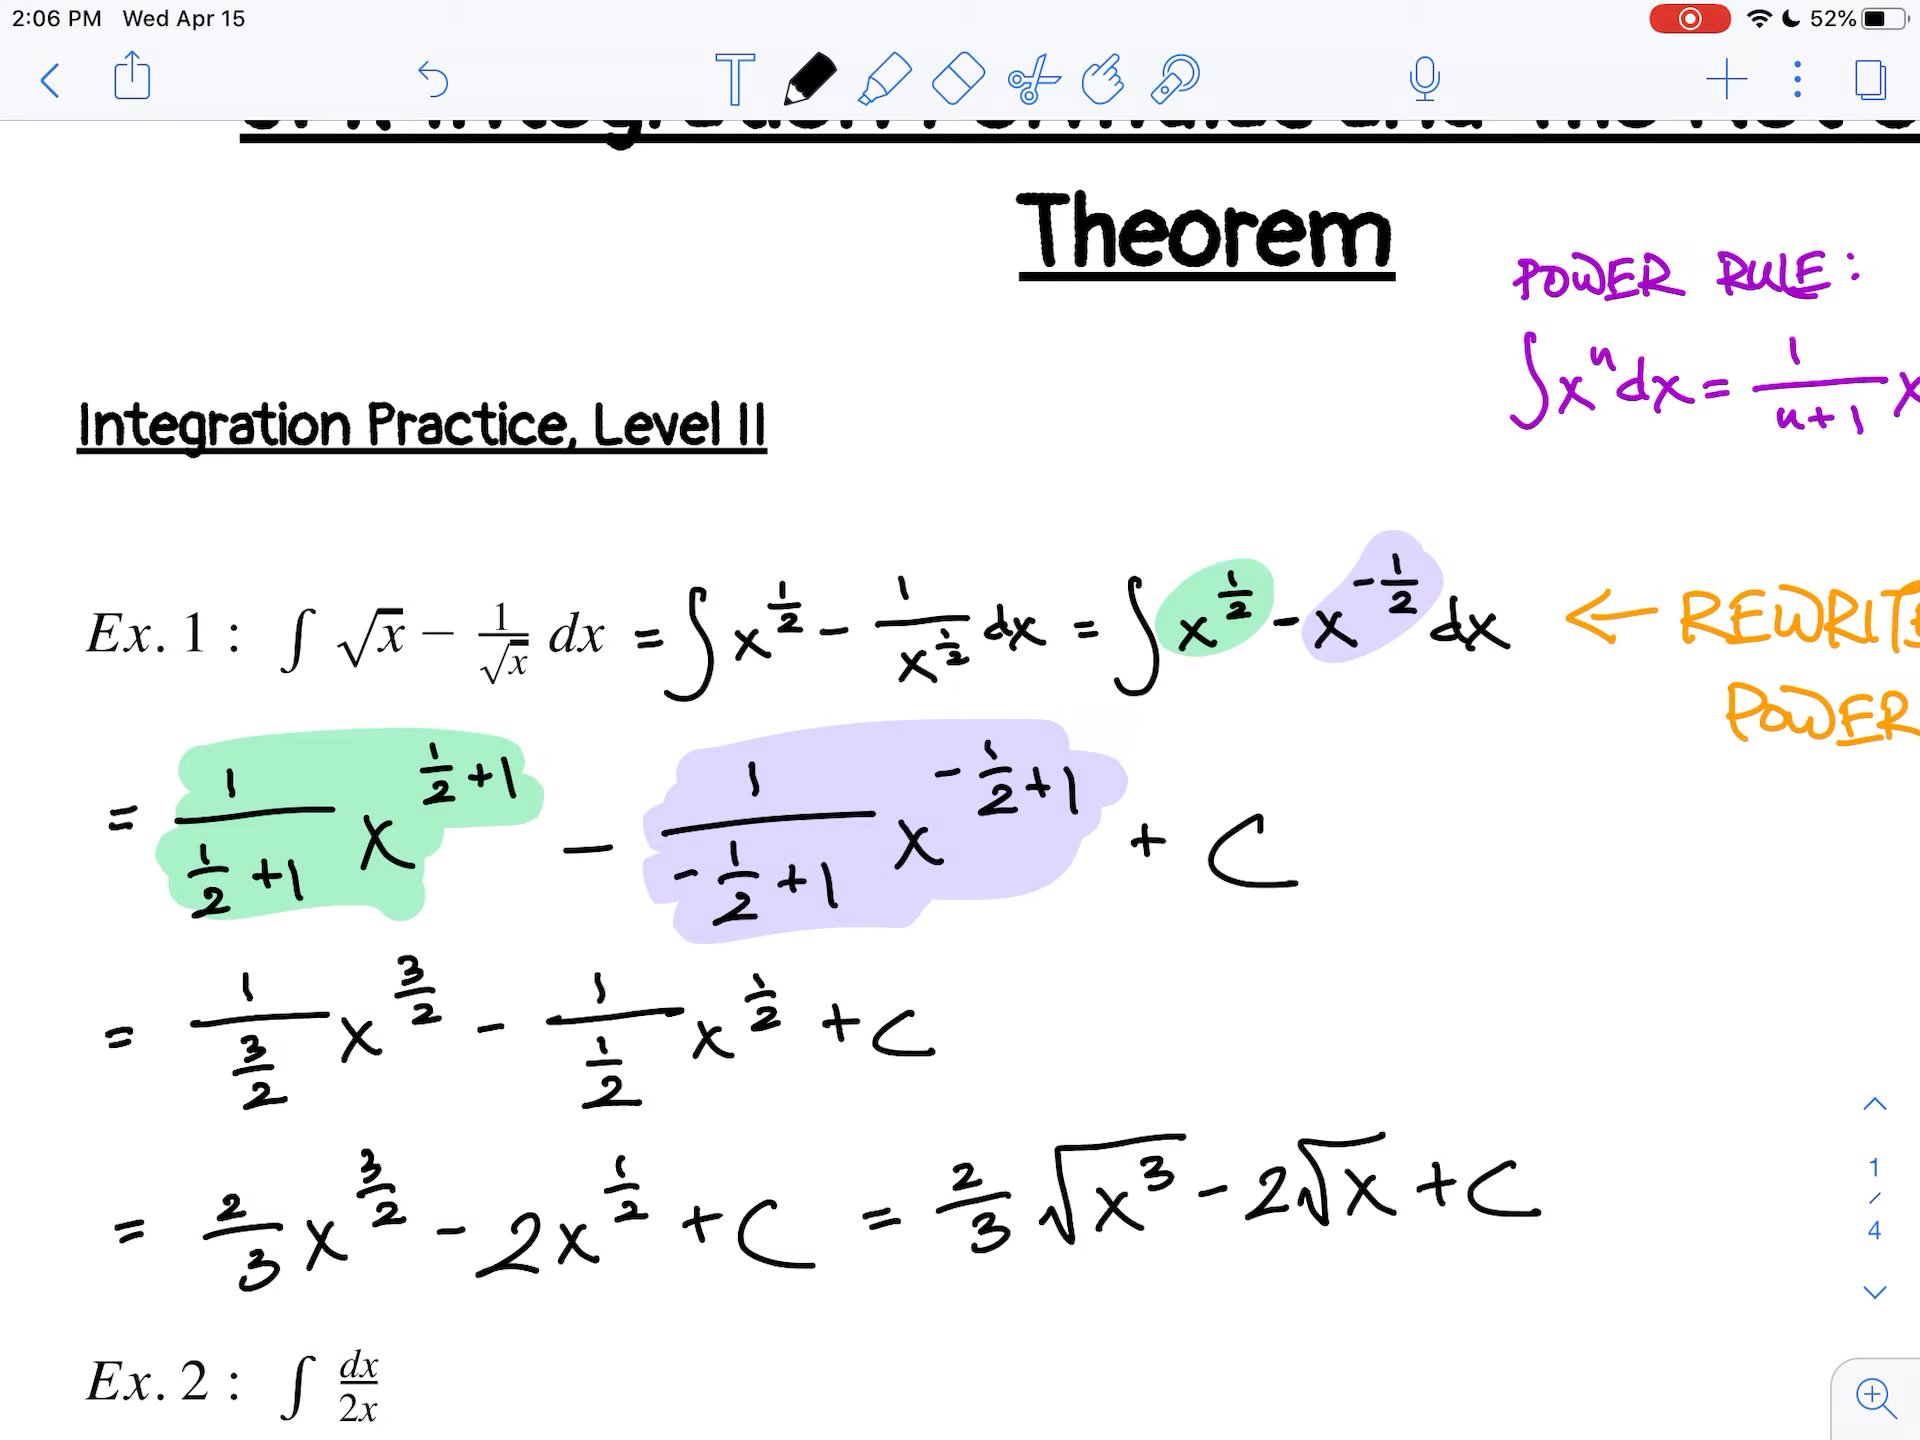 2:06 PM Wed Apr 15 52%
Theorem
POWER RULE:
∫xⁿdx = 1/(n+1) x
Integration Practice, Level II
Ex. 1 : ∫ √x − 1/√x dx = ∫ x^(1/2) − 1/x^(1/2) dx = ∫ x^(1/2) − x^(−1/2) dx ← REWRITE
POWER
= 1/(1/2 +1) x^(1/2 +1) − 1/(−1/2 +1) x^(−1/2 +1) + C
= 1/(3/2) x^(3/2) − 1/(1/2) x^(1/2) + C
= 2/3 x^(3/2) − 2x^(1/2) + C = 2/3 √x³ − 2√x + C
1 / 4
Ex. 2 : ∫ dx/2x